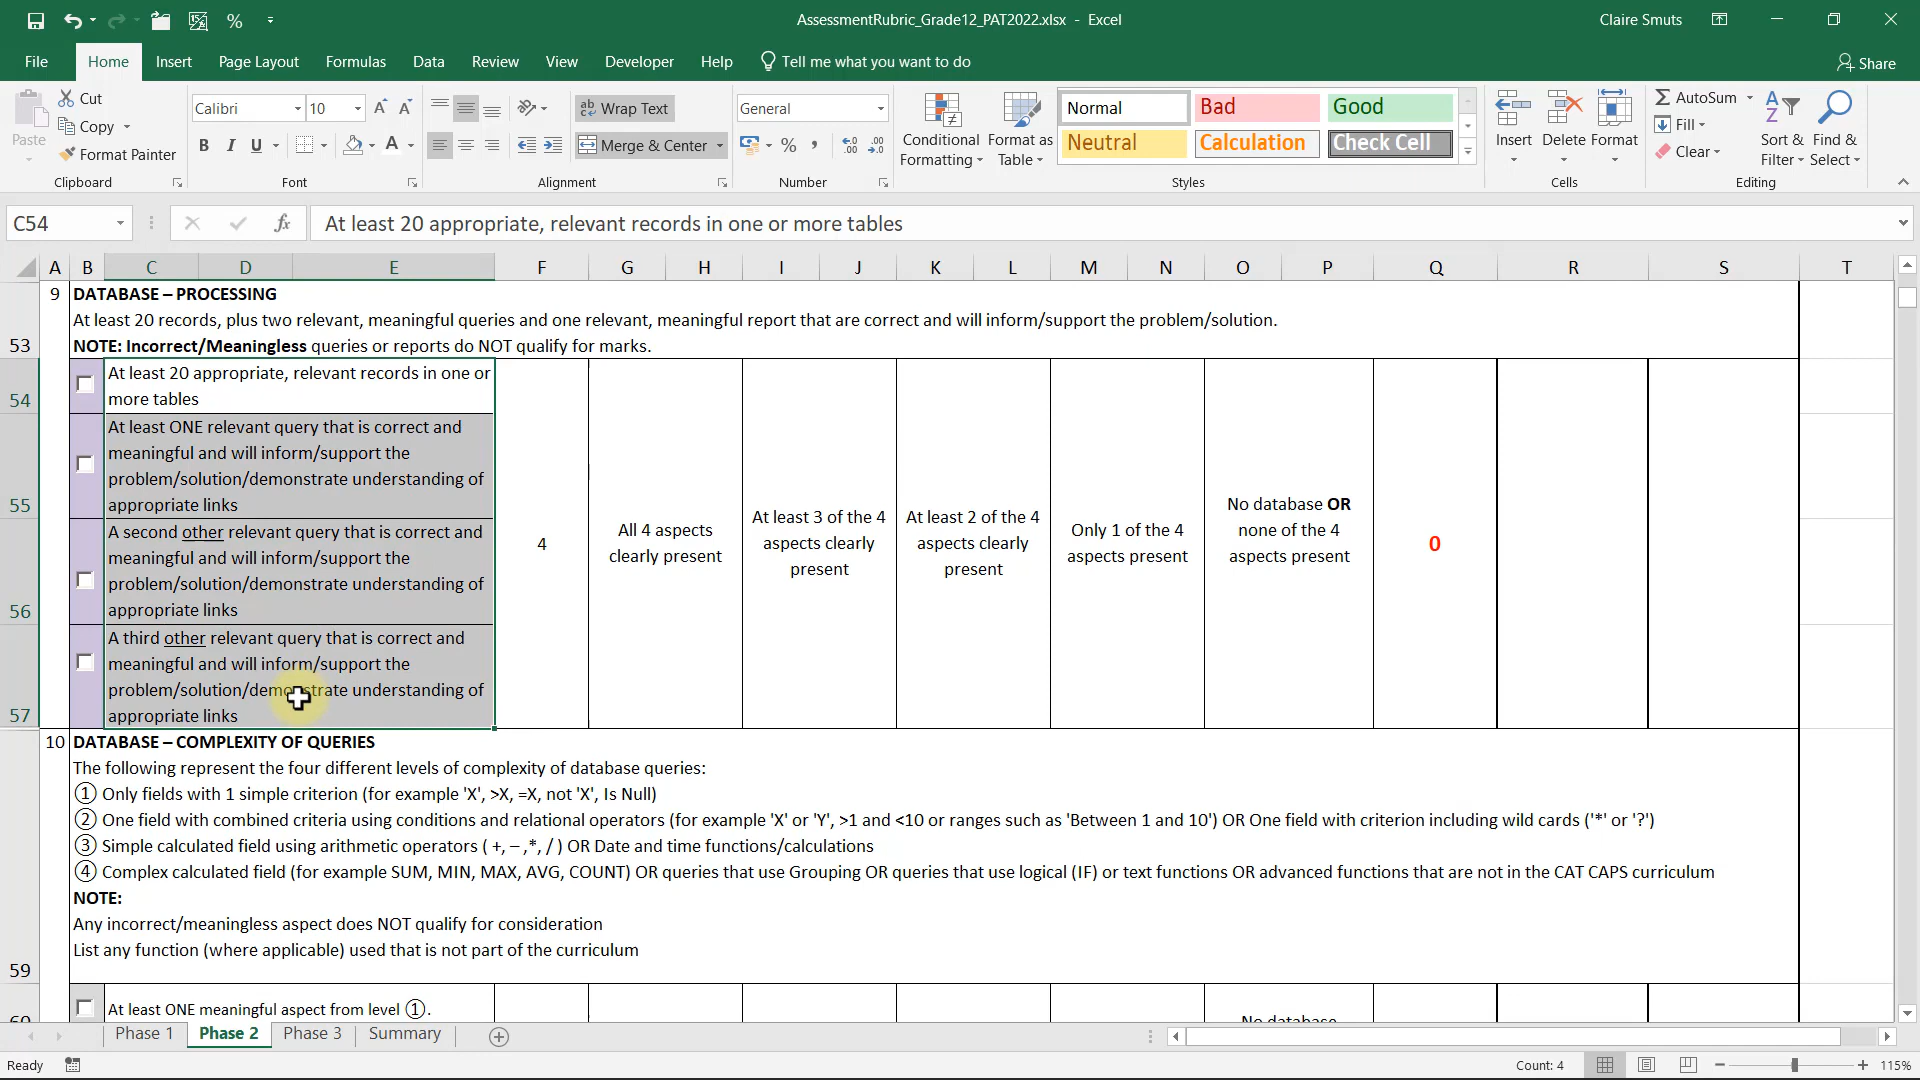 AssessmentRubric_Grade12_PAT2022.xlsx - Excel
Claire Smuts
File Home Insert Page Layout Formulas Data Review View Developer Help Tell me what you want to do
Share
Paste
Cut
Copy
Format Painter
Clipboard
Calibri 10
B I U
Font
Wrap Text
Merge & Center
Alignment
General
Number
Conditional Formatting
Format as Table
Normal Bad Good
Neutral Calculation Check Cell
Styles
Insert Delete Format
Cells
AutoSum
Fill
Clear
Sort & Filter
Find & Select
Editing
C54
fx
At least 20 appropriate, relevant records in one or more tables
A B C D E F G H I J K L M N O P Q R S T
9 DATABASE – PROCESSING
At least 20 records, plus two relevant, meaningful queries and one relevant, meaningful report that are correct and will inform/support the problem/solution.
53
NOTE: Incorrect/Meaningless queries or reports do NOT qualify for marks.
54
At least 20 appropriate, relevant records in one or
more tables
55
At least ONE relevant query that is correct and
meaningful and will inform/support the
problem/solution/demonstrate understanding of
appropriate links
56
A second other relevant query that is correct and
meaningful and will inform/support the
problem/solution/demonstrate understanding of
appropriate links
57
A third other relevant query that is correct and
meaningful and will inform/support the
problem/solution/demonstrate understanding of
appropriate links
4
All 4 aspects
clearly present
At least 3 of the 4
aspects clearly
present
At least 2 of the 4
aspects clearly
present
Only 1 of the 4
aspects present
No database OR
none of the 4
aspects present
0
10 DATABASE – COMPLEXITY OF QUERIES
The following represent the four different levels of complexity of database queries:
① Only fields with 1 simple criterion (for example 'X', >X, =X, not 'X', Is Null)
② One field with combined criteria using conditions and relational operators (for example 'X' or 'Y', >1 and <10 or ranges such as 'Between 1 and 10') OR One field with criterion including wild cards ('*' or '?')
③ Simple calculated field using arithmetic operators ( +, – ,*, / ) OR Date and time functions/calculations
④ Complex calculated field (for example SUM, MIN, MAX, AVG, COUNT) OR queries that use Grouping OR queries that use logical (IF) or text functions OR advanced functions that are not in the CAT CAPS curriculum
NOTE:
Any incorrect/meaningless aspect does NOT qualify for consideration
List any function (where applicable) used that is not part of the curriculum
59
60
At least ONE meaningful aspect from level ①.
No database
Phase 1 Phase 2 Phase 3 Summary
Ready
Count: 4
115%